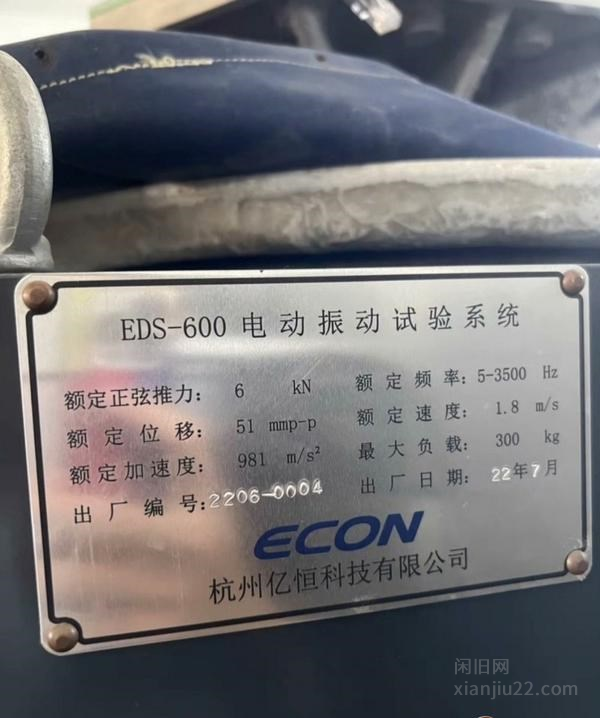 EDS-600 电动振动试验系统
额定正弦推力: 6 kN 额定频率: 5-3500 Hz
额定位移: 51 mmp-p 额定速度: 1.8 m/s
额定加速度: 981 m/s² 最大负载: 300 kg
出厂编号: 2206-0004 出厂日期: 22年7月
ECON
杭州亿恒科技有限公司
闲旧网
xianjiu22.com